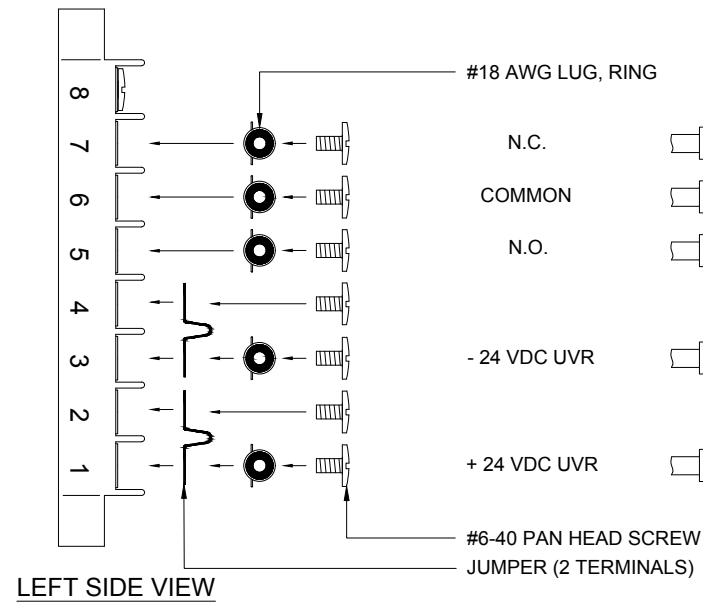 #18 AWG LUG, RING
8
7
N.C.
6
COMMON
5
N.O.
4
3
- 24 VDC UVR
2
1
+ 24 VDC UVR
#6-40 PAN HEAD SCREW
JUMPER (2 TERMINALS)
LEFT SIDE VIEW